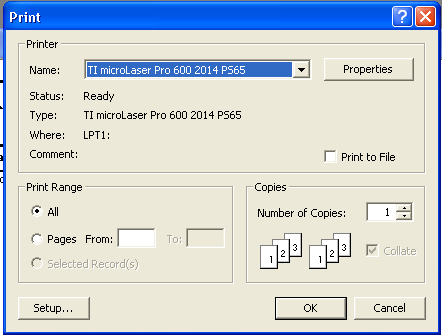 Print
Printer
Name: TI microLaser Pro 600 2014 PS65 Properties
Status: Ready
Type: TI microLaser Pro 600 2014 PS65
Where: LPT1:
Comment: Print to File
Print Range
All
Pages From: To:
Selected Record(s)
Copies
Number of Copies: 1
1 2 3 1 2 3 Collate
Setup... OK Cancel